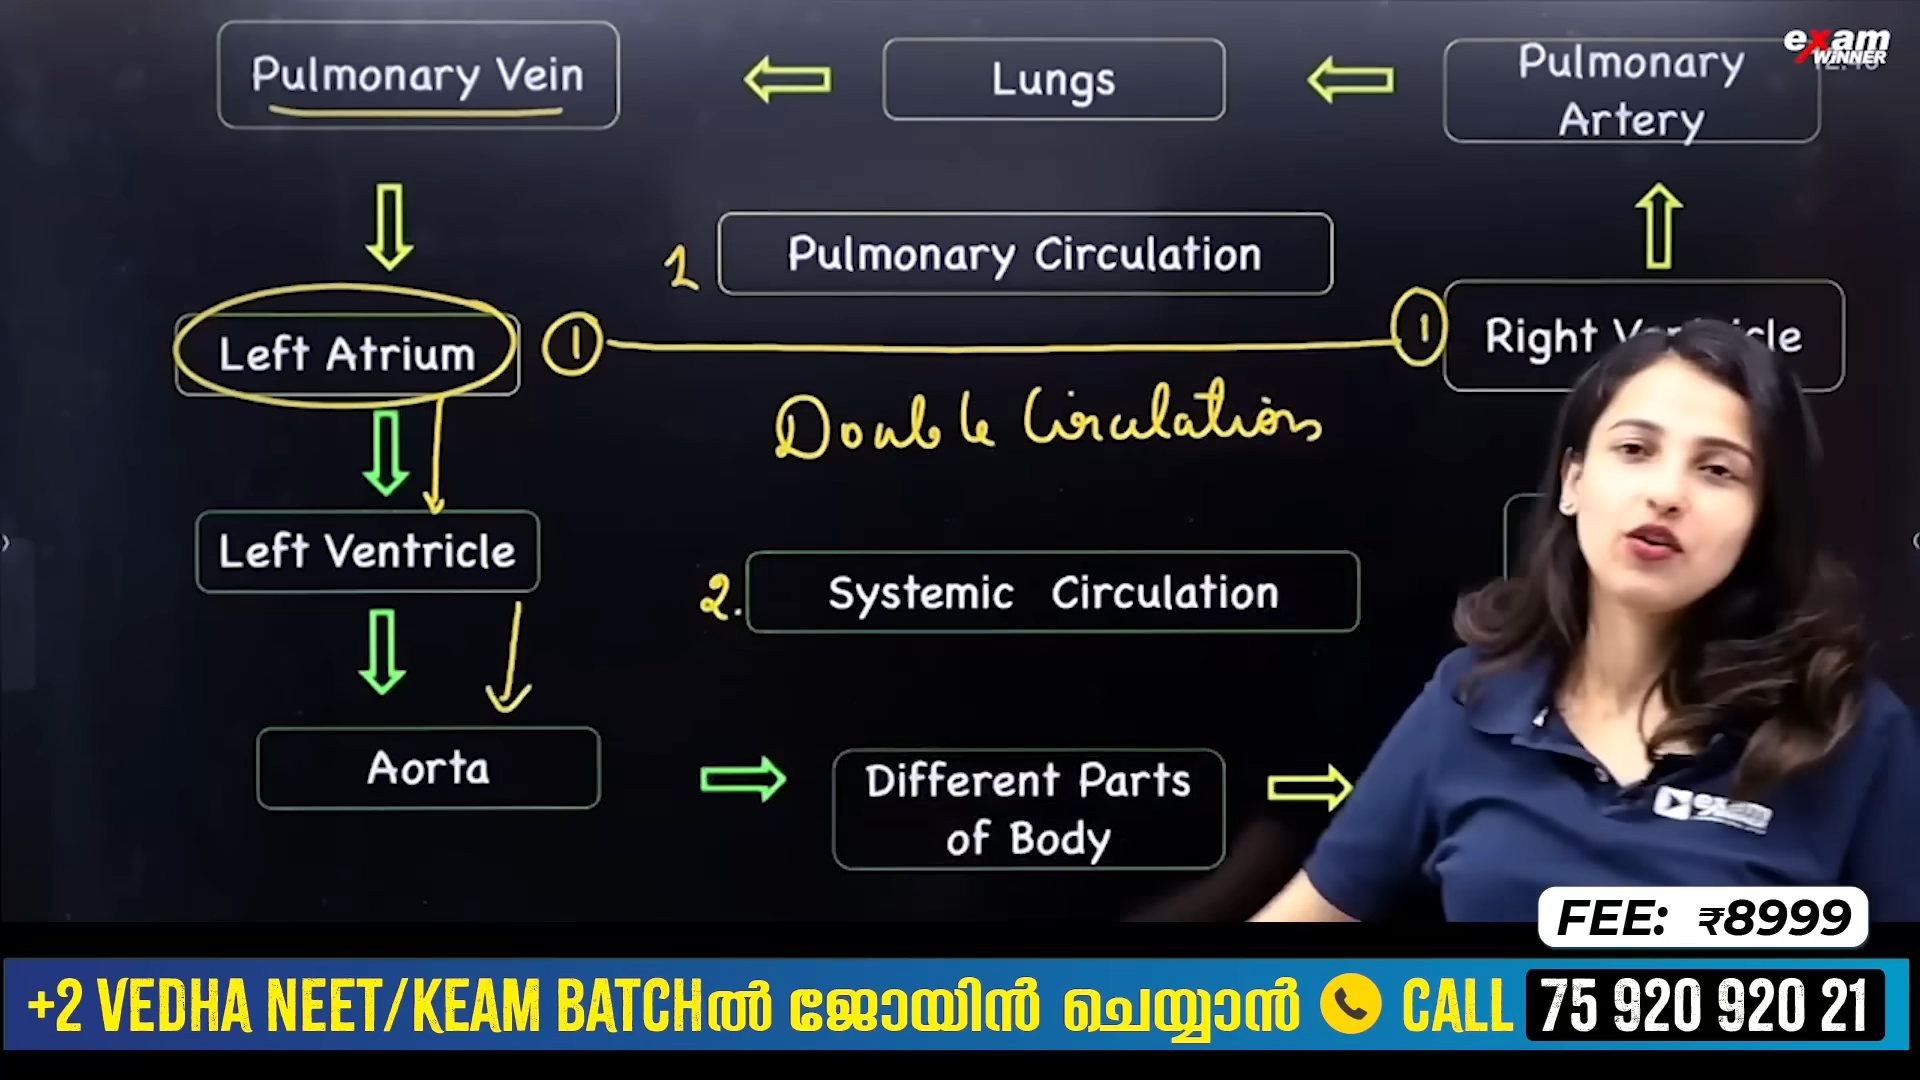 exam
WINNER
Pulmonary Vein
Lungs
Pulmonary
Artery
1
Pulmonary Circulation
Left Atrium
1
1
Right
Double Circulation
Left Ventricle
2.
Systemic Circulation
Aorta
Different Parts
of Body
exam
FEE: ₹8999
+2 VEDHA NEET/KEAM BATCHൽ ജോയിൻ ചെയ്യാൻ CALL 75 920 920 21